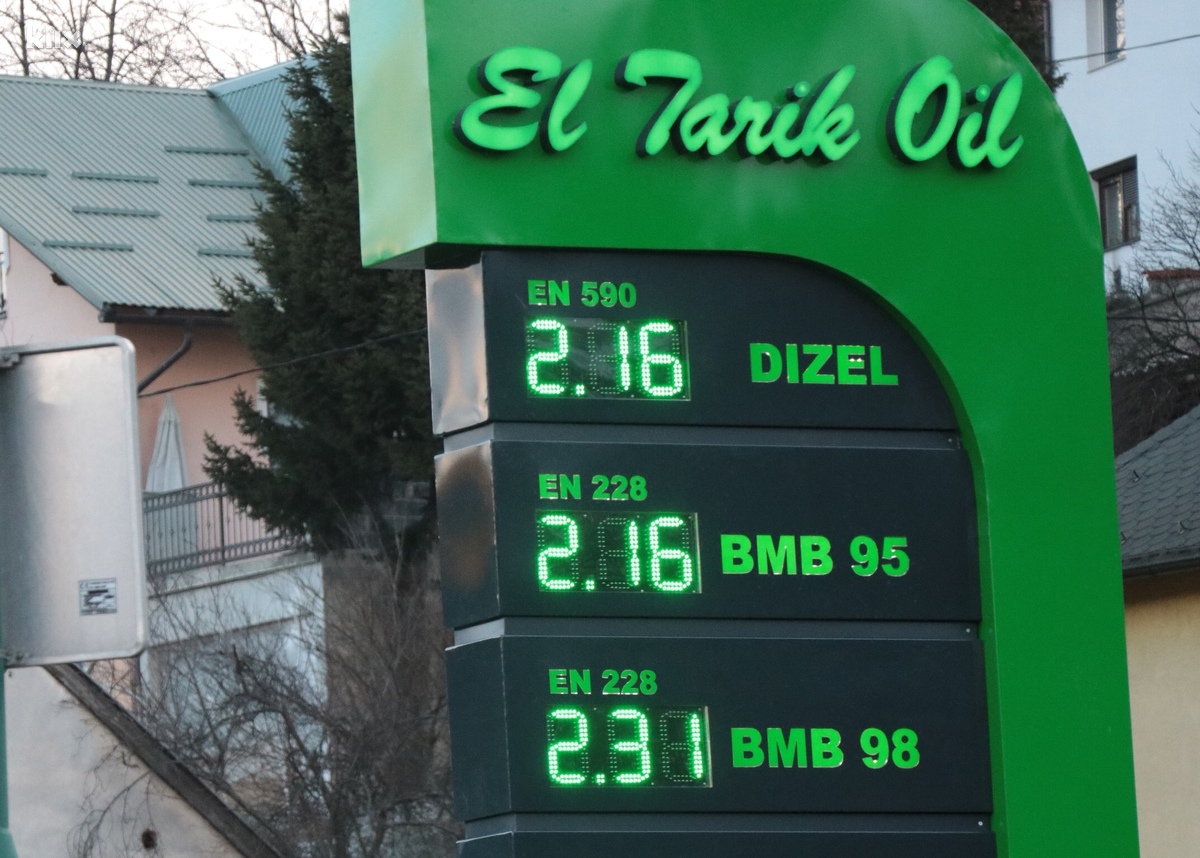 klix
El Tarik Oil
EN 590
2.16 DIZEL
EN 228
2.16 BMB 95
EN 228
2.31 BMB 98